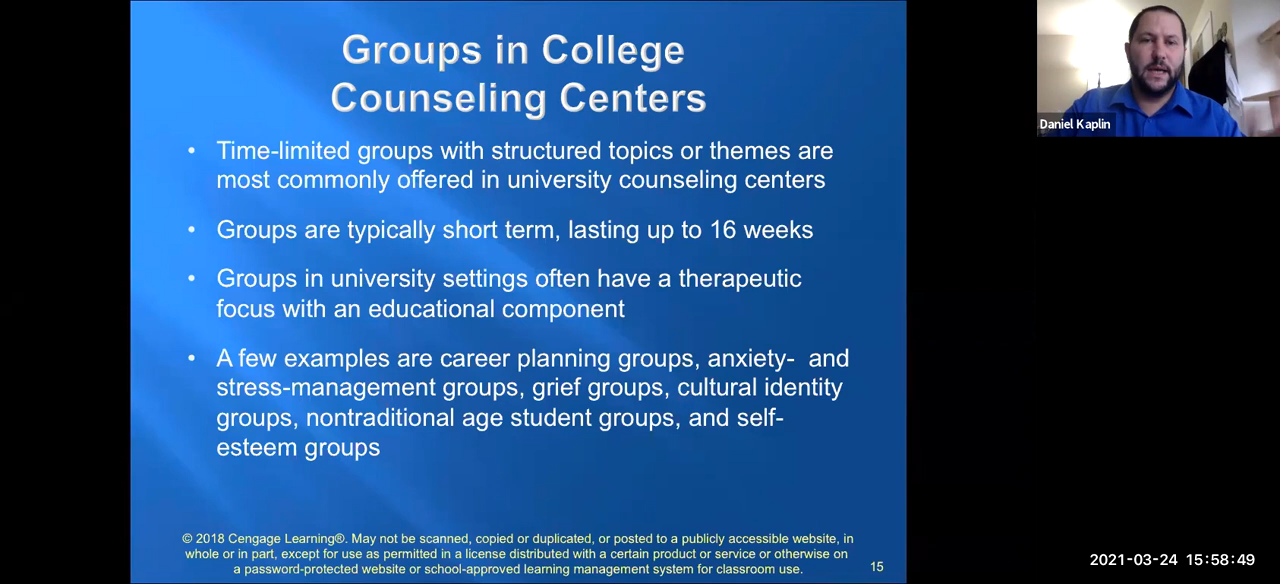 Groups in College
Counseling Centers
• Time-limited groups with structured topics or themes are
most commonly offered in university counseling centers
• Groups are typically short term, lasting up to 16 weeks
• Groups in university settings often have a therapeutic
focus with an educational component
• A few examples are career planning groups, anxiety- and
stress-management groups, grief groups, cultural identity
groups, nontraditional age student groups, and self-
esteem groups
© 2018 Cengage Learning®. May not be scanned, copied or duplicated, or posted to a publicly accessible website, in
whole or in part, except for use as permitted in a license distributed with a certain product or service or otherwise on
a password-protected website or school-approved learning management system for classroom use.
15
Daniel Kaplin
2021-03-24 15:58:49